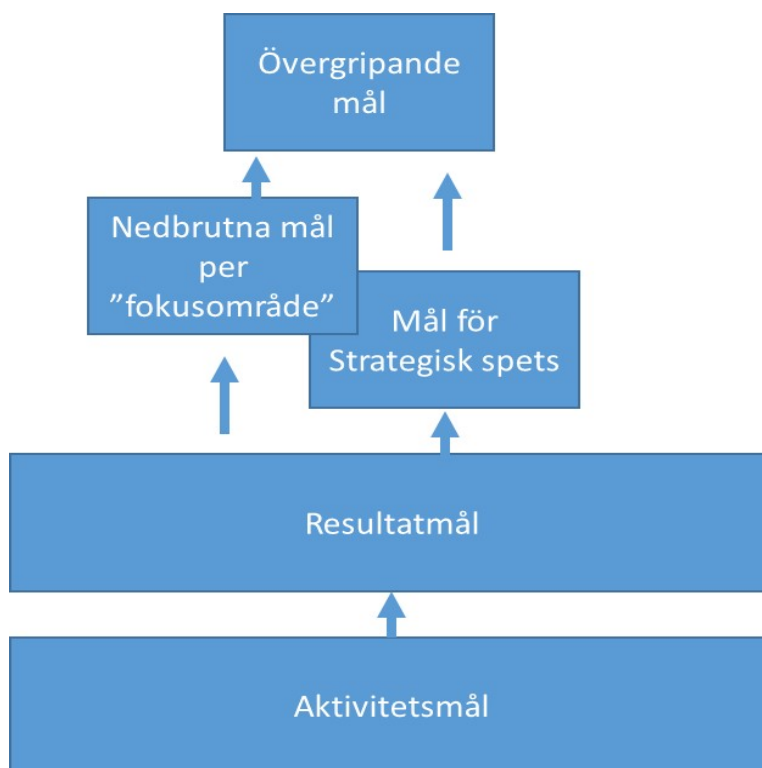 Övergripande
mål
Nedbrutna mål
per
”fokusområde”
Mål för
Strategisk spets
Resultatmål
Aktivitetsmål